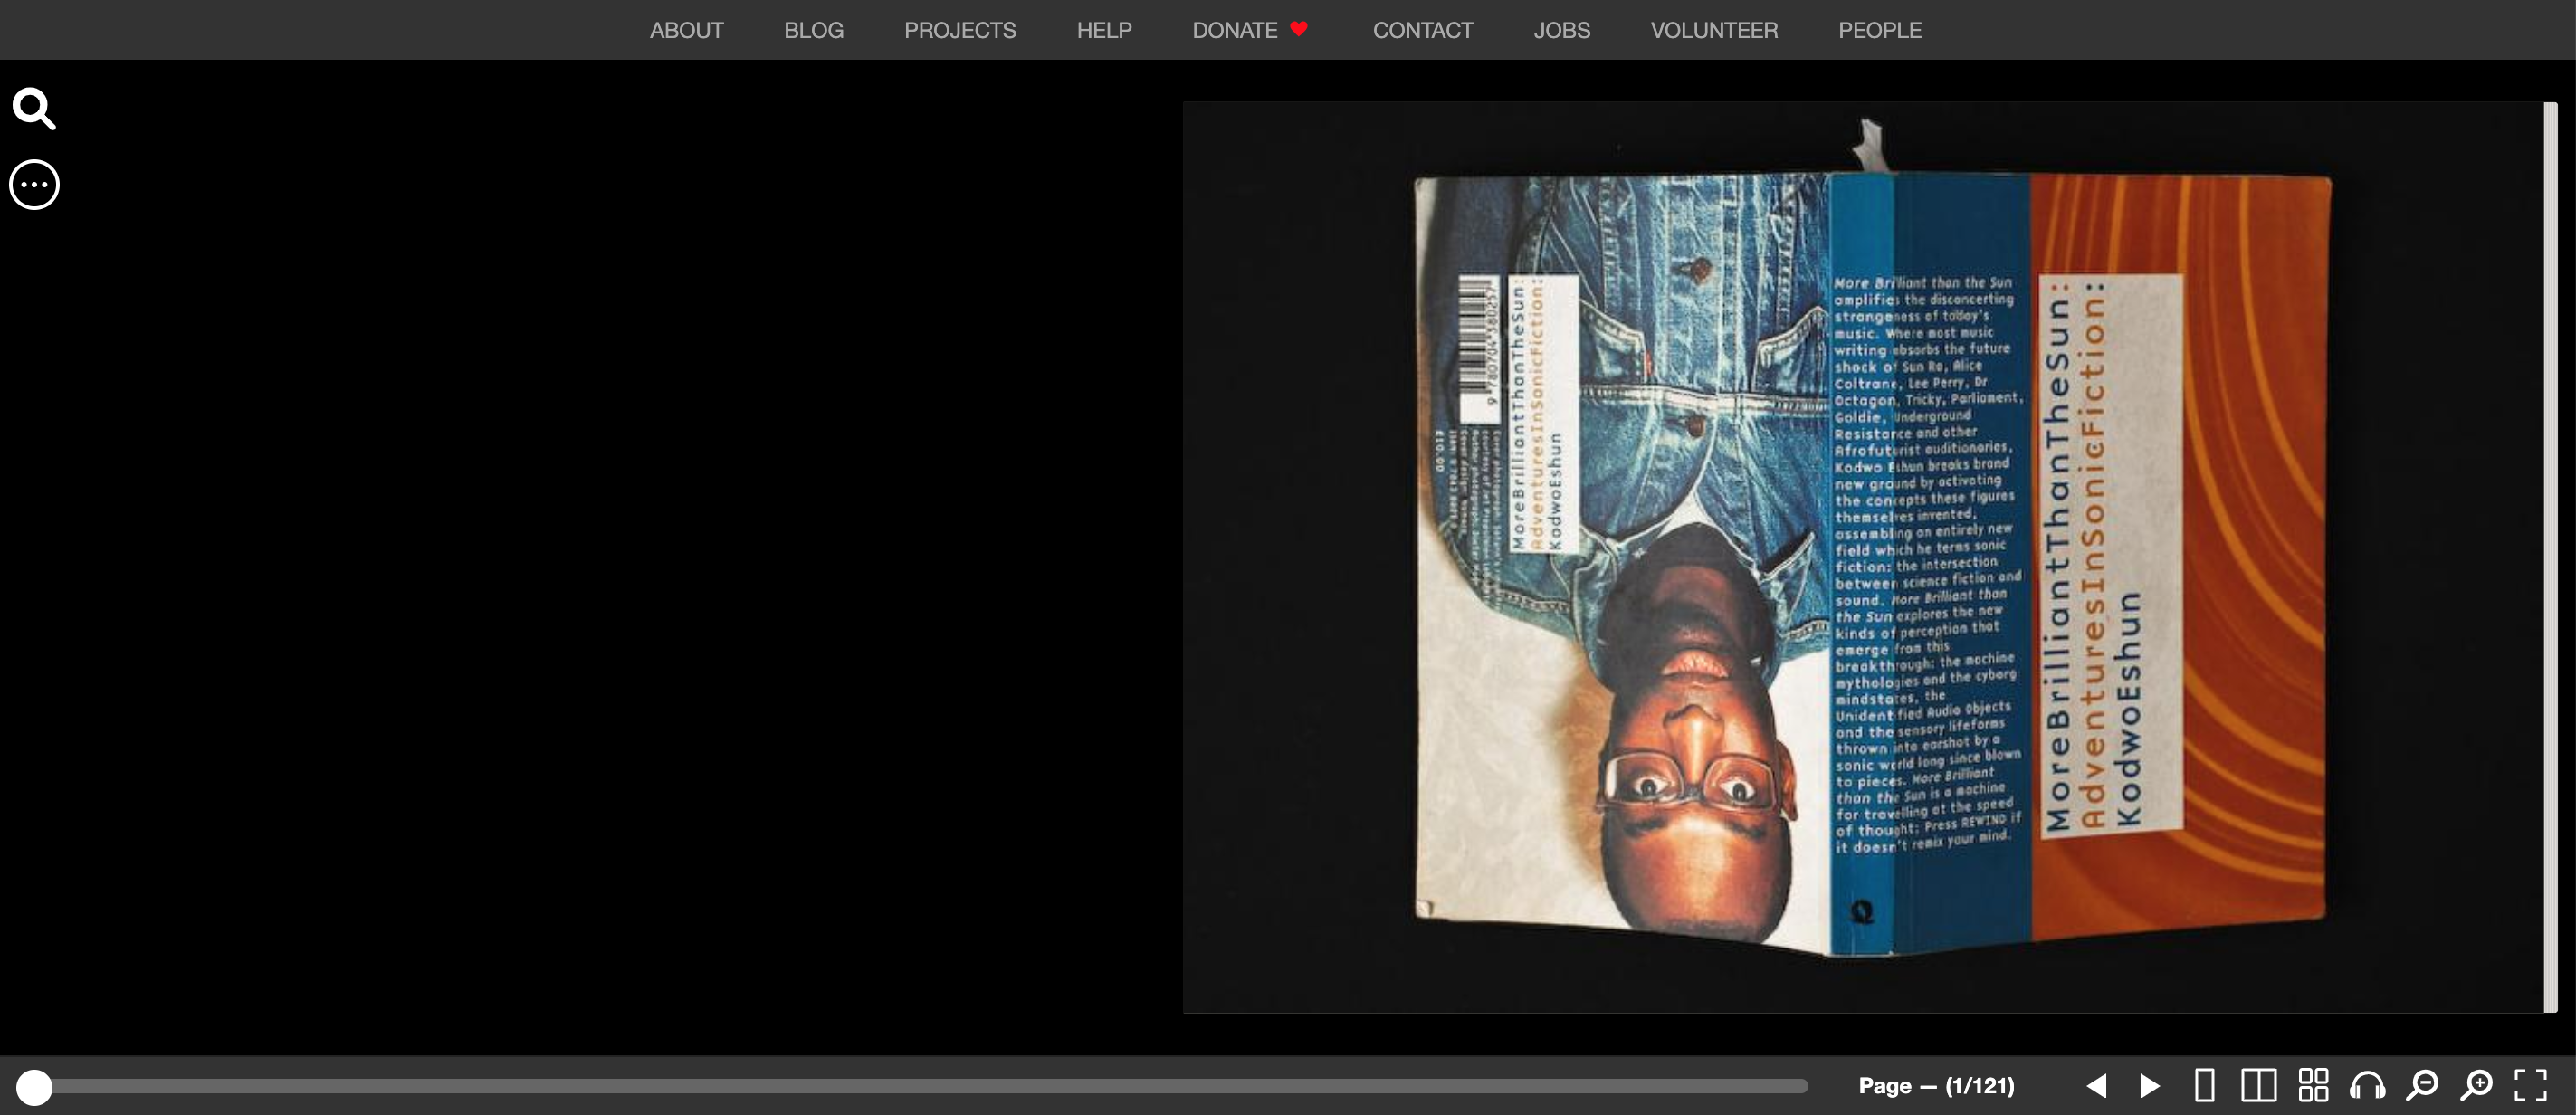 ABOUT BLOG PROJECTS HELP DONATE CONTACT JOBS VOLUNTEER PEOPLE
MoreBrilliantThanTheSun:
AdventuresInSonicFiction:
KodwoEshun
9 780704 380257
£10.00
More Brilliant than the Sun
amplifies the disconcerting
strangeness of today's
music. Where most music
writing absorbs the future
shock of Sun Ra, Alice
Coltrane, Lee Perry, Dr
Octagon, Tricky, Parliament,
Goldie, Underground
Resistance and other
Afrofuturist auditionaries,
Kodwo Eshun breaks brand
new ground by activating
the concepts these figures
themselves invented,
assembling an entirely new
field which he terms sonic
fiction: the intersection
between science fiction and
sound. More Brilliant than
the Sun explores the new
kinds of perception that
emerge from this
breakthrough: the machine
mythologies and the cyborg
mindstates, the
Unidentified Audio Objects
and the sensory lifeforms
thrown into earshot by a
sonic world long since blown
to pieces. More Brilliant
than the Sun is a machine
for travelling at the speed
of thought: Press REWIND if
it doesn't remix your mind.
MoreBrilliantThanTheSun:
AdventuresInSonicFiction:
KodwoEshun
Page — (1/121)